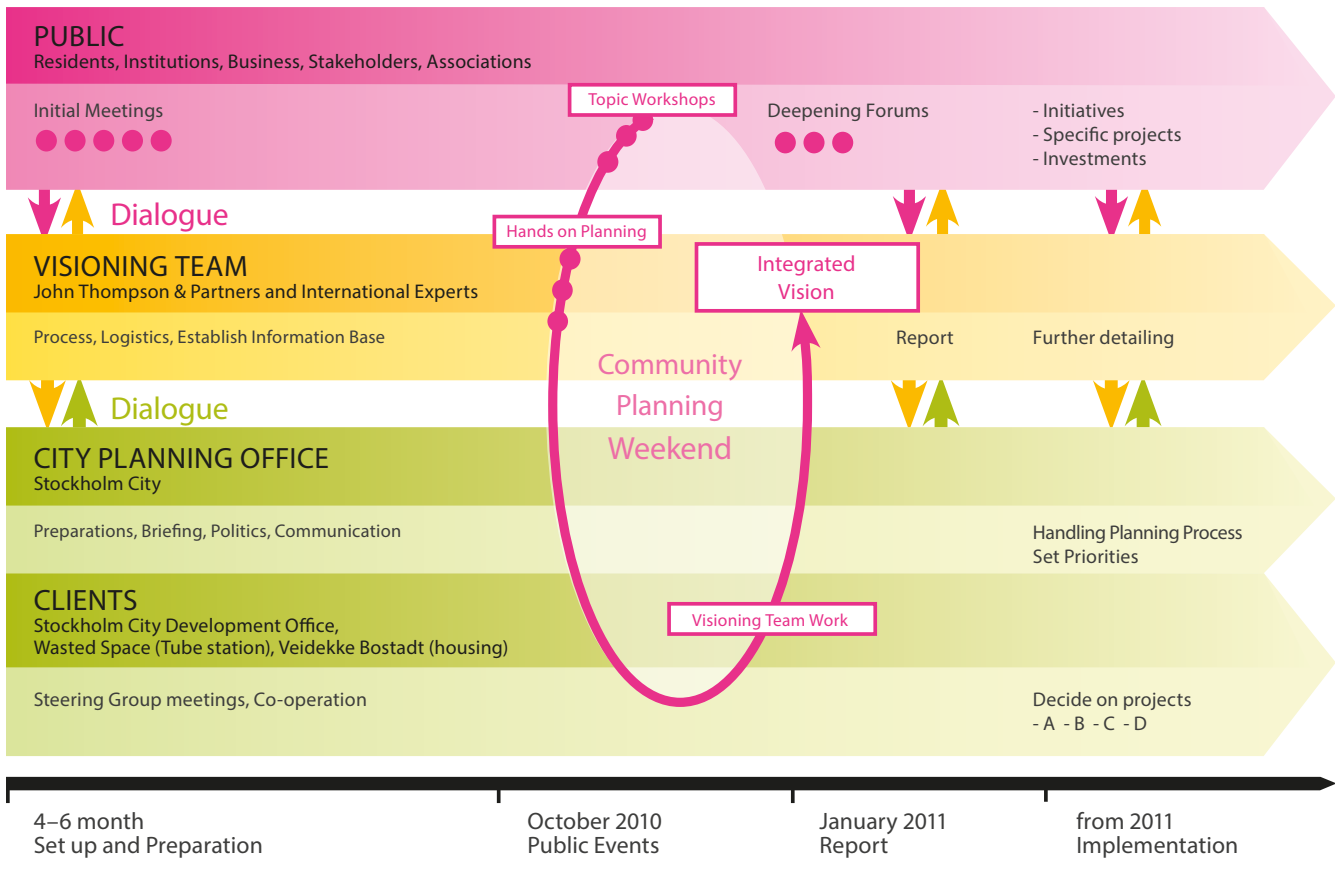 PUBLIC
Residents, Institutions, Business, Stakeholders, Associations
Initial Meetings
Topic Workshops
Deepening Forums
- Initiatives
- Specific projects
- Investments
Dialogue
Hands on Planning
VISIONING TEAM
John Thompson & Partners and International Experts
Integrated
Vision
Process, Logistics, Establish Information Base
Report
Further detailing
Community
Planning
Weekend
Dialogue
CITY PLANNING OFFICE
Stockholm City
Preparations, Briefing, Politics, Communication
Handling Planning Process
Set Priorities
CLIENTS
Stockholm City Development Office,
Wasted Space (Tube station), Veidekke Bostadt (housing)
Visioning Team Work
Steering Group meetings, Co-operation
Decide on projects
- A - B - C - D
4–6 month
Set up and Preparation
October 2010
Public Events
January 2011
Report
from 2011
Implementation